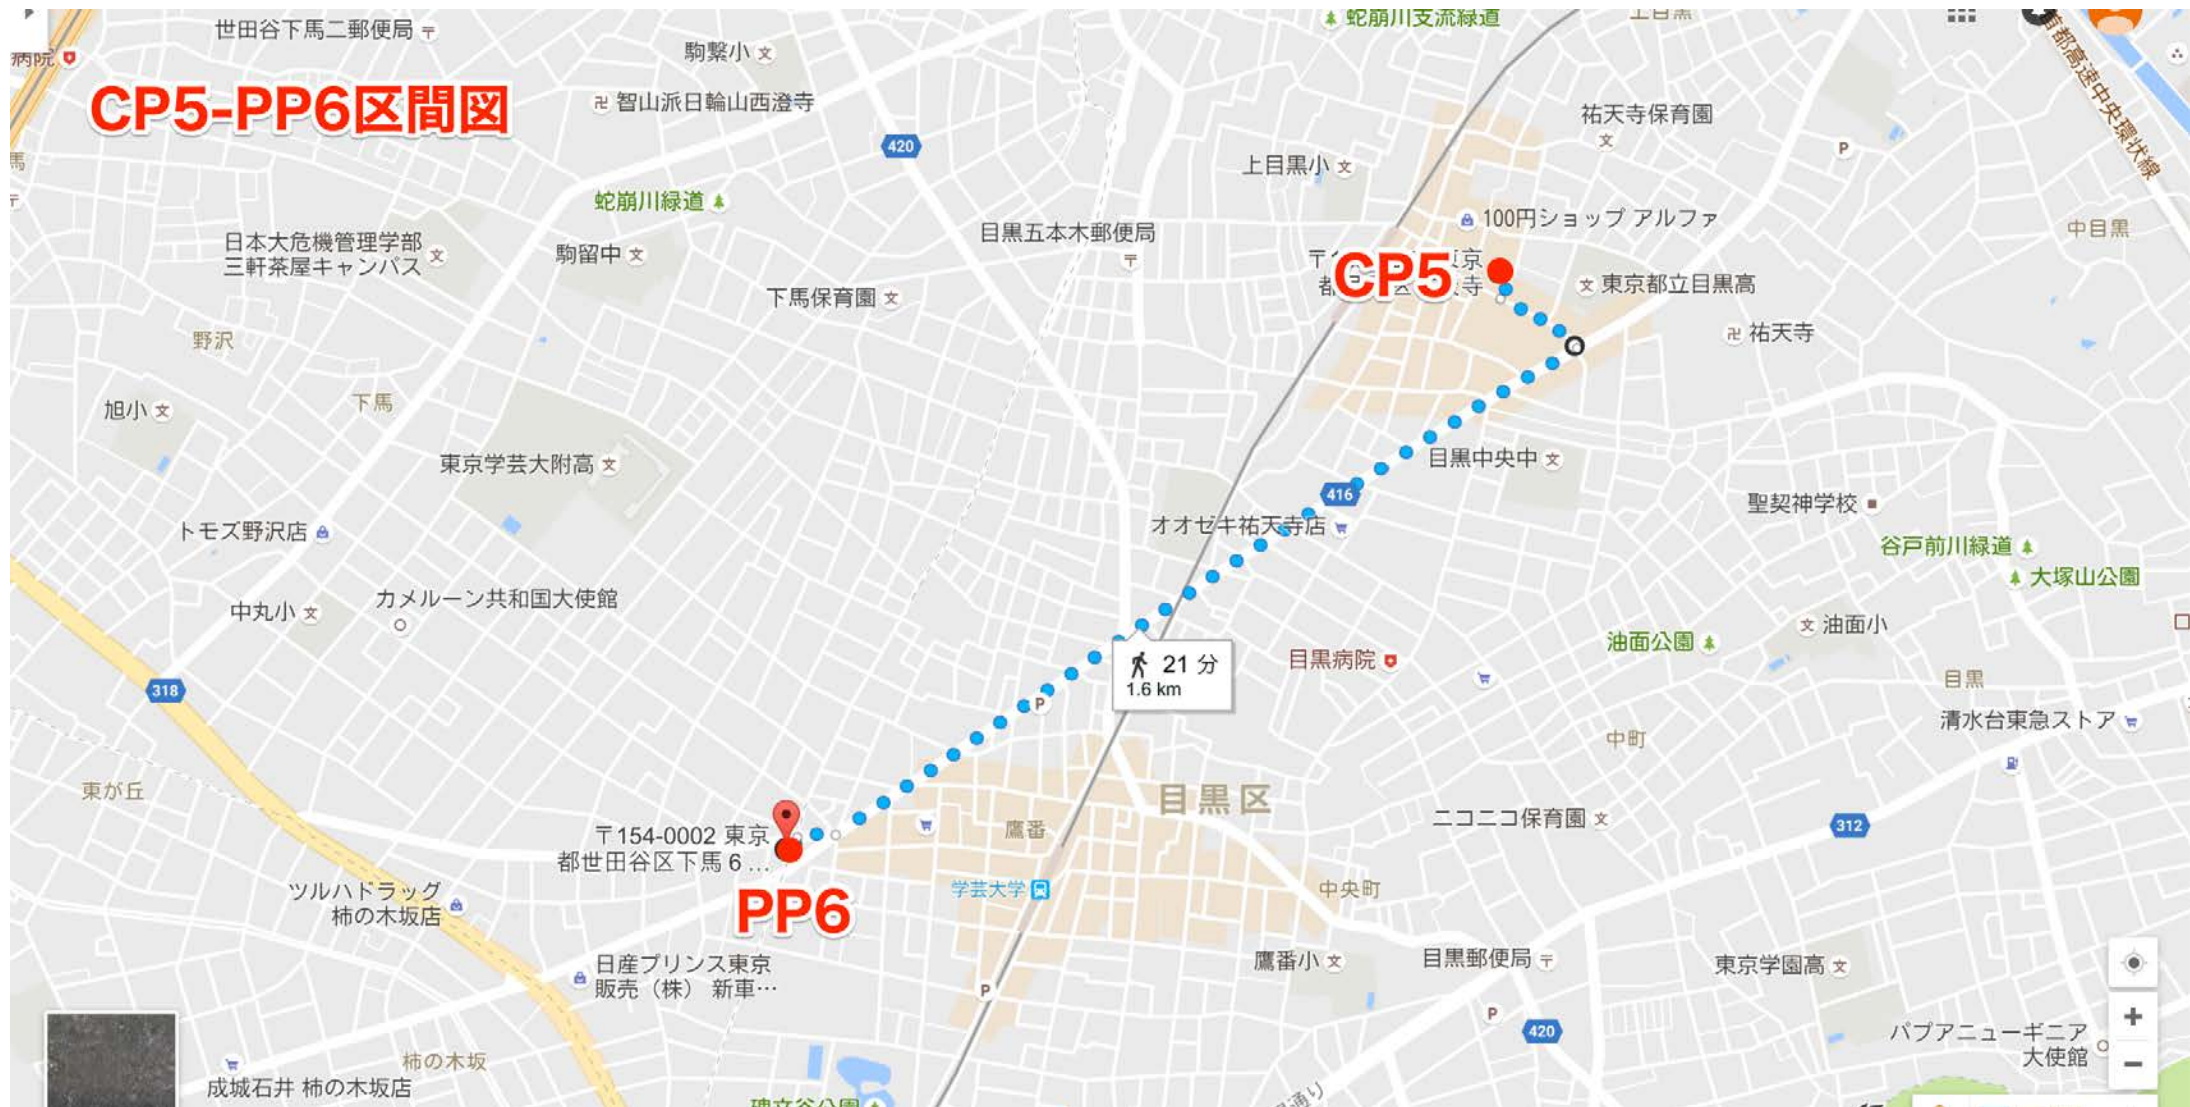 世田谷下馬二郵便局
駒繋小
蛇崩川支流緑道
病院
CP5-PP6区間図
智山派日輪山西澄寺
祐天寺保育園
首都高速中央環状線
420
P
上目黒小
馬
蛇崩川緑道
100円ショップ アルファ
中目黒
日本大危機管理学部
三軒茶屋キャンパス
駒留中
目黒五本木郵便局
CP5
東京都立目黒高
下馬保育園
野沢
祐天寺
旭小
下馬
東京学芸大附高
目黒中央中
416
聖契神学校
トモズ野沢店
オオゼキ祐天寺店
谷戸前川緑道
大塚山公園
中丸小
カメルーン共和国大使館
油面小
油面公園
目黒病院
21 分
1.6 km
318
P
目黒
清水台東急ストア
中町
東が丘
目黒区
ニコニコ保育園
312
鷹番
〒154-0002 東京
都世田谷区下馬 6 ...
PP6
学芸大学
中央町
ツルハドラッグ
柿の木坂店
日産プリンス東京
販売（株） 新車…
鷹番小
目黒郵便局
東京学園高
P
P
420
パプアニューギニア
大使館
柿の木坂
成城石井 柿の木坂店